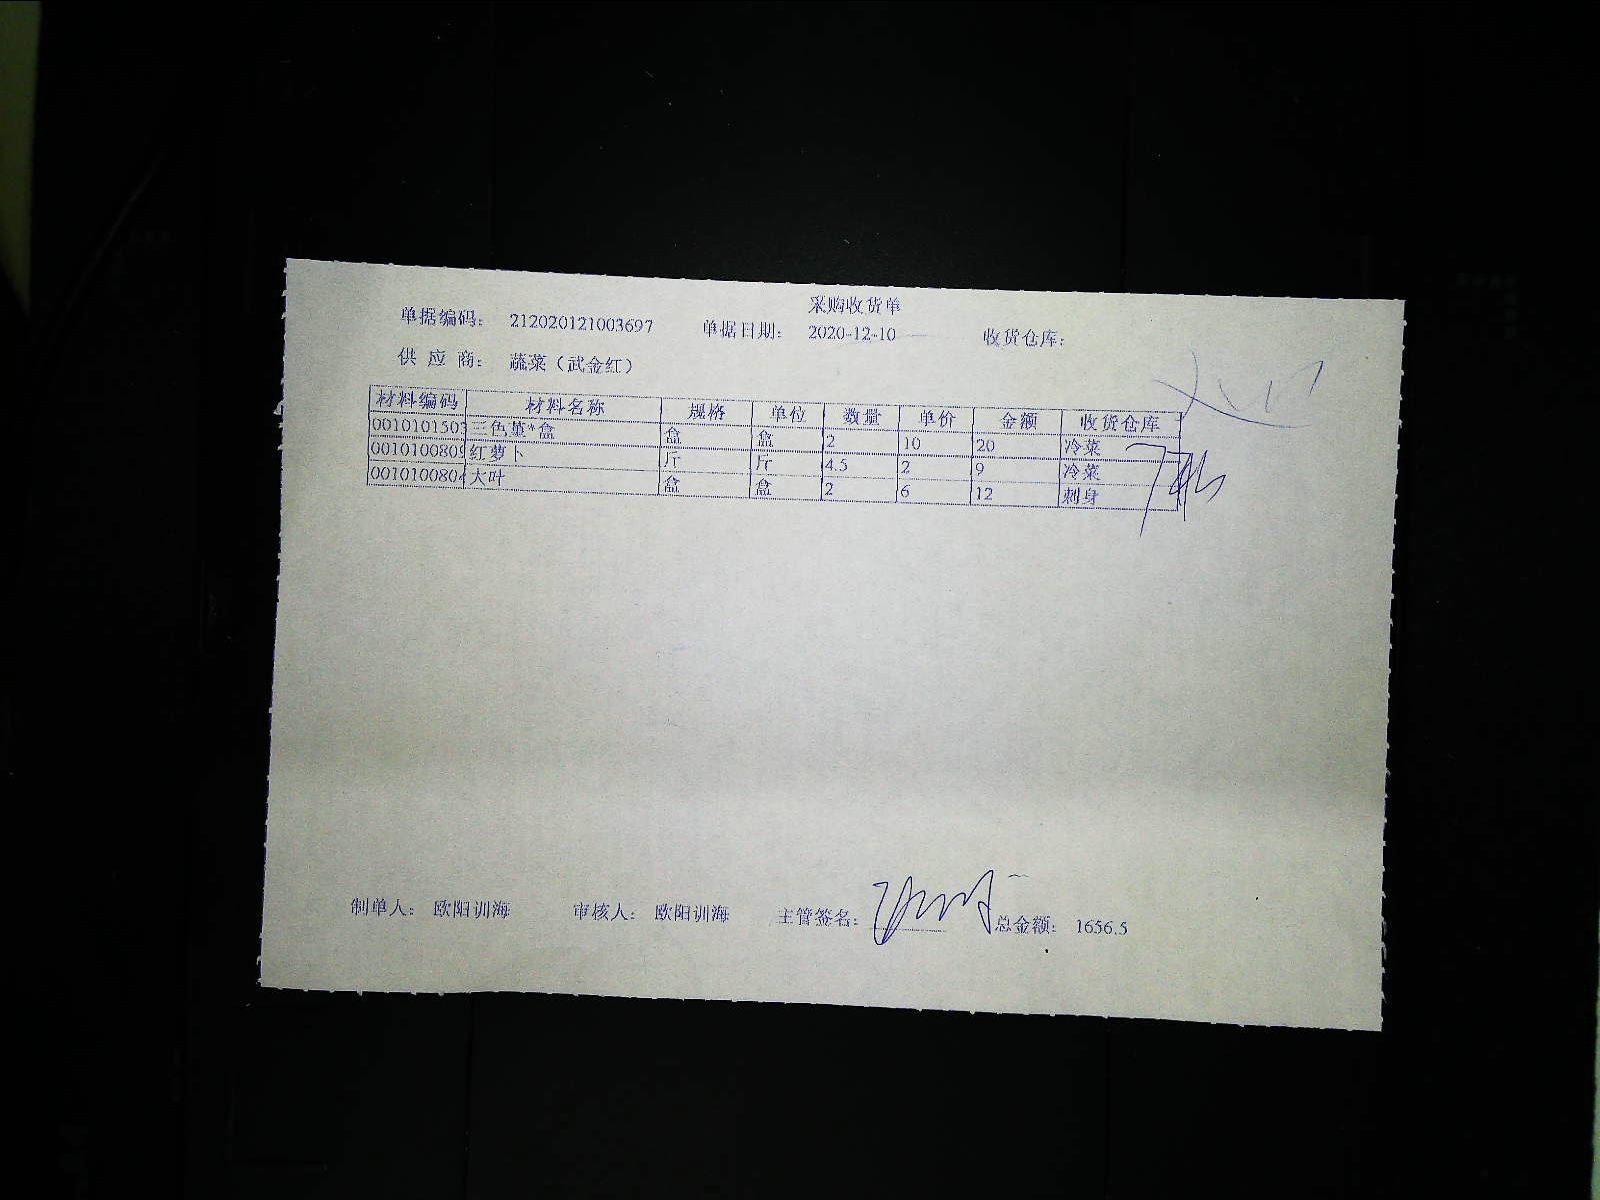 采购收货单
单据编码： 212020121003697 单据日期： 2020-12-10 收货仓库：
供 应 商： 蔬菜（武金红）
材料编码 材料名称 规格 单位 数量 单价 金额 收货仓库
0010101503 三色堇*盒 盒 盒 2 10 20 冷菜
001010080 红萝卜 斤 斤 4.5 2 9 冷菜
001010080 大叶 盒 盒 2 6 12 刺身
制单人： 欧阳训海 审核人： 欧阳训海 主管签名： 总金额： 1656.5